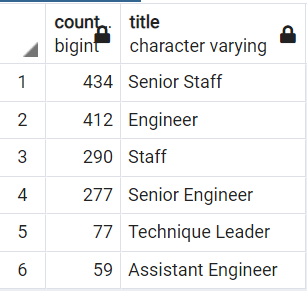 count.. title
bigint character varying
1 434 Senior Staff
2 412 Engineer
3 290 Staff
4 277 Senior Engineer
5 77 Technique Leader
6 59 Assistant Engineer